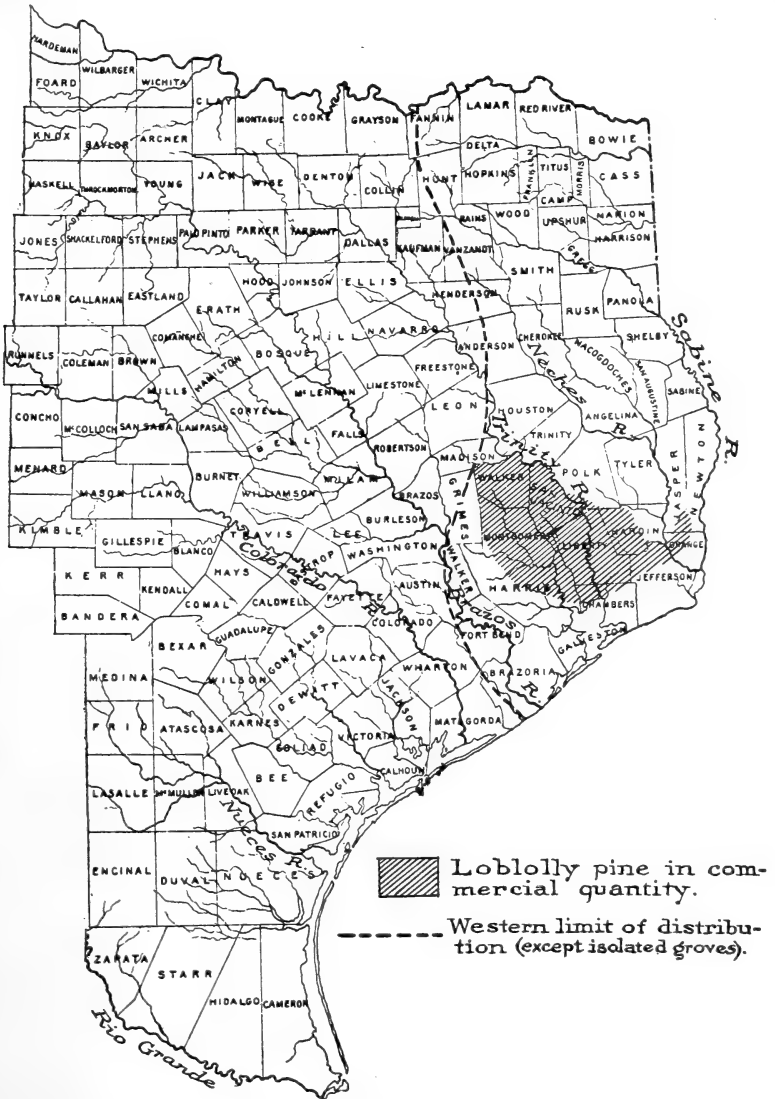 HARDEMAN
FOARD
WILBARGER
WICHITA
CLAY
MONTAGUE
COOKE
GRAYSON
FANNIN
LAMAR
RED RIVER
BOWIE
KNOX
BAYLOR
ARCHER
DELTA
HOPKINS
FRANKLIN
TITUS
MORRIS
CASS
HASKELL
THROCKMORTON
YOUNG
JACK
WISE
DENTON
COLLIN
HUNT
CAMP
WOOD
UPSHUR
MARION
HARRISON
RAINS
JONES
SHACKELFORD
STEPHENS
PALO PINTO
PARKER
TARRANT
DALLAS
KAUFMAN
VANZANDT
GREGG
SMITH
TAYLOR
CALLAHAN
EASTLAND
ERATH
HOOD
JOHNSON
ELLIS
HENDERSON
RUSK
PANOLA
RUNNELS
COLEMAN
BROWN
COMANCHE
HAMILTON
BOSQUE
HILL
NAVARRO
ANDERSON
CHEROKEE
NACOGDOCHES
SHELBY
SAN AUGUSTINE
SABINE
Sabine R.
Neches R.
MILLS
CORYELL
McLENNAN
LIMESTONE
FREESTONE
LEON
HOUSTON
ANGELINA
TRINITY
Trinity R.
CONCHO
McCOLLOCH
SAN SABA
LAMPASAS
BELL
FALLS
ROBERTSON
MADISON
WALKER
SAN JACINTO
POLK
TYLER
JASPER
NEWTON
MENARD
MASON
LLANO
BURNET
WILLIAMSON
MILAM
BRAZOS
GRIMES
MONTGOMERY
LIBERTY
HARDIN
ORANGE
KIMBLE
GILLESPIE
BLANCO
TRAVIS
LEE
BURLESON
WASHINGTON
WALKER
HARRIS
JEFFERSON
CHAMBERS
Colorado R.
KERR
KENDALL
HAYS
COMAL
CALDWELL
FAYETTE
AUSTIN
COLORADO
Brazos R.
FORT BEND
GALVESTON
BANDERA
BEXAR
GUADALUPE
GONZALES
LAVACA
WHARTON
BRAZORIA
MEDINA
WILSON
DEWITT
JACKSON
MATAGORDA
FRIO
ATASCOSA
KARNES
GOLIAD
VICTORIA
CALHOUN
LASALLE
McMULLEN
LIVEOAK
BEE
REFUGIO
Nueces R.
SAN PATRICIO
ENCINAL
DUVAL
NUECES
ZAPATA
STARR
HIDALGO
CAMERON
Rio Grande
Loblolly pine in com-
mercial quantity.
Western limit of distribu-
tion (except isolated groves).